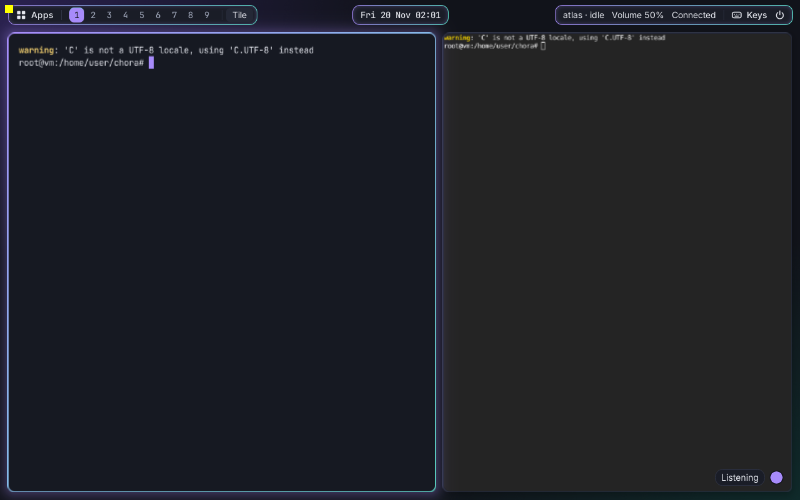 Apps 1 2 3 4 5 6 7 8 9 Tile
Fri 20 Nov 02:01
atlas · idle Volume 50% Connected Keys
warning: 'C' is not a UTF-8 locale, using 'C.UTF-8' instead
root@vm:/home/user/chora#
warning: 'C' is not a UTF-8 locale, using 'C.UTF-8' instead
root@vm:/home/user/chora#
Listening